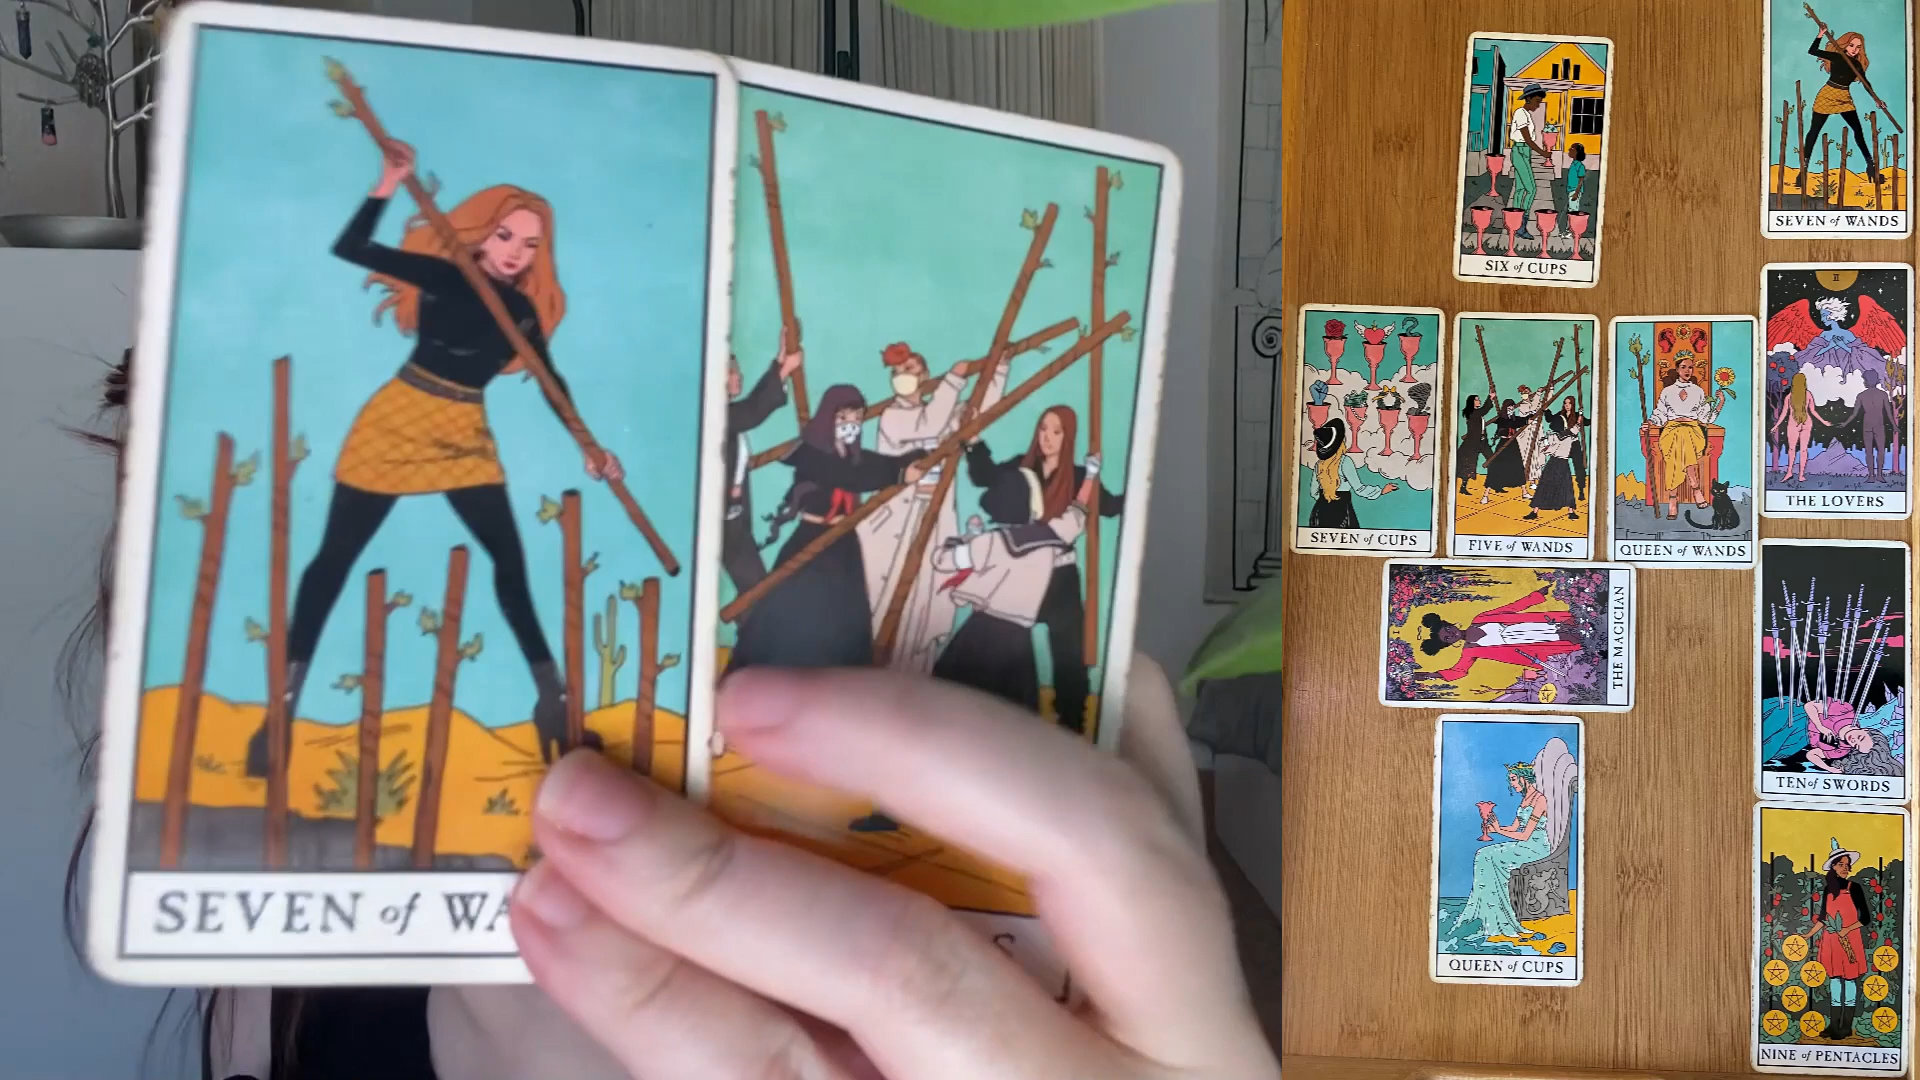 SEVEN of WA
SIX of CUPS
SEVEN of WANDS
SEVEN of CUPS
FIVE of WANDS
QUEEN of WANDS
II
THE LOVERS
I
THE MAGICIAN
TEN of SWORDS
QUEEN of CUPS
NINE of PENTACLES